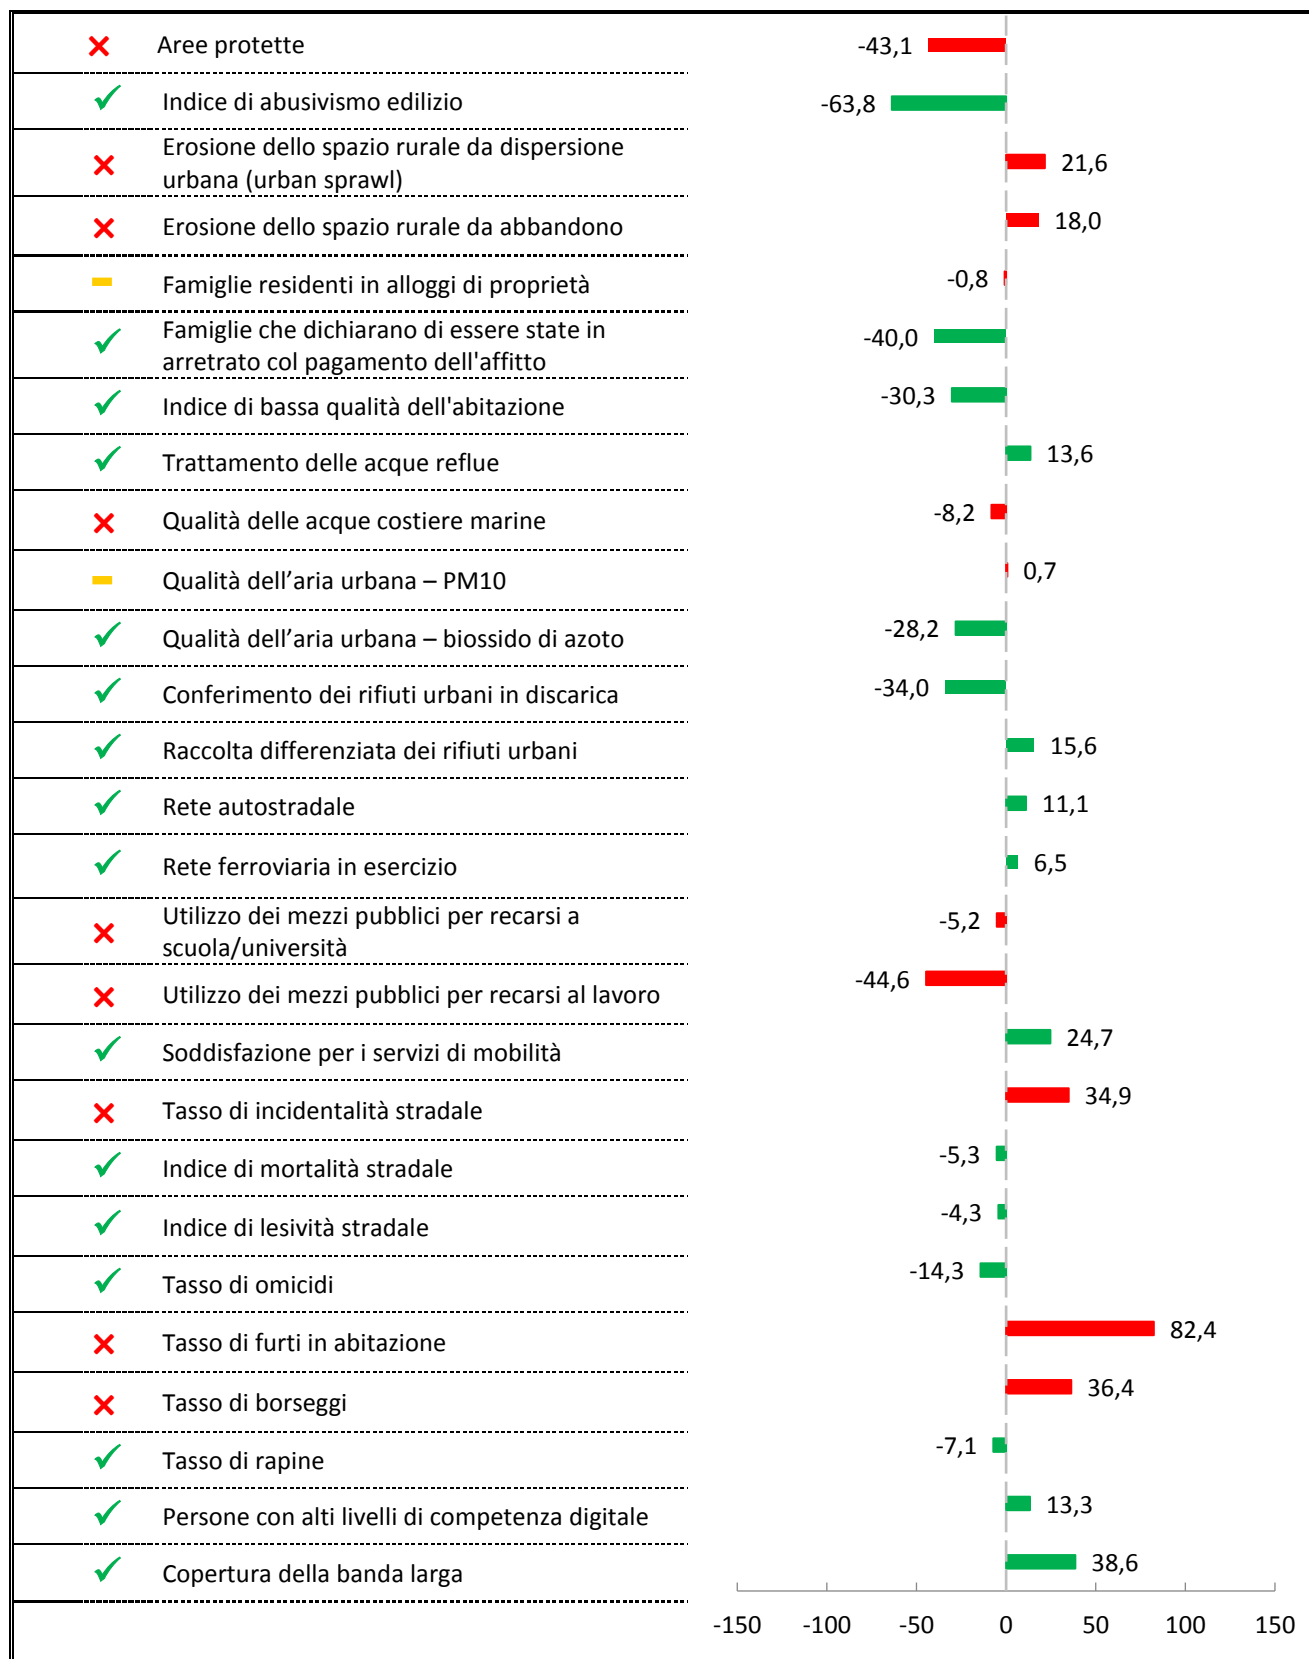 Aree protette -43,1
Indice di abusivismo edilizio -63,8
Erosione dello spazio rurale da dispersione
urbana (urban sprawl) 21,6
Erosione dello spazio rurale da abbandono 18,0
Famiglie residenti in alloggi di proprietà -0,8
Famiglie che dichiarano di essere state in
arretrato col pagamento dell'affitto -40,0
Indice di bassa qualità dell'abitazione -30,3
Trattamento delle acque reflue 13,6
Qualità delle acque costiere marine -8,2
Qualità dell’aria urbana – PM10 0,7
Qualità dell’aria urbana – biossido di azoto -28,2
Conferimento dei rifiuti urbani in discarica -34,0
Raccolta differenziata dei rifiuti urbani 15,6
Rete autostradale 11,1
Rete ferroviaria in esercizio 6,5
Utilizzo dei mezzi pubblici per recarsi a
scuola/università -5,2
Utilizzo dei mezzi pubblici per recarsi al lavoro -44,6
Soddisfazione per i servizi di mobilità 24,7
Tasso di incidentalità stradale 34,9
Indice di mortalità stradale -5,3
Indice di lesività stradale -4,3
Tasso di omicidi -14,3
Tasso di furti in abitazione 82,4
Tasso di borseggi 36,4
Tasso di rapine -7,1
Persone con alti livelli di competenza digitale 13,3
Copertura della banda larga 38,6
-150 -100 -50 0 50 100 150